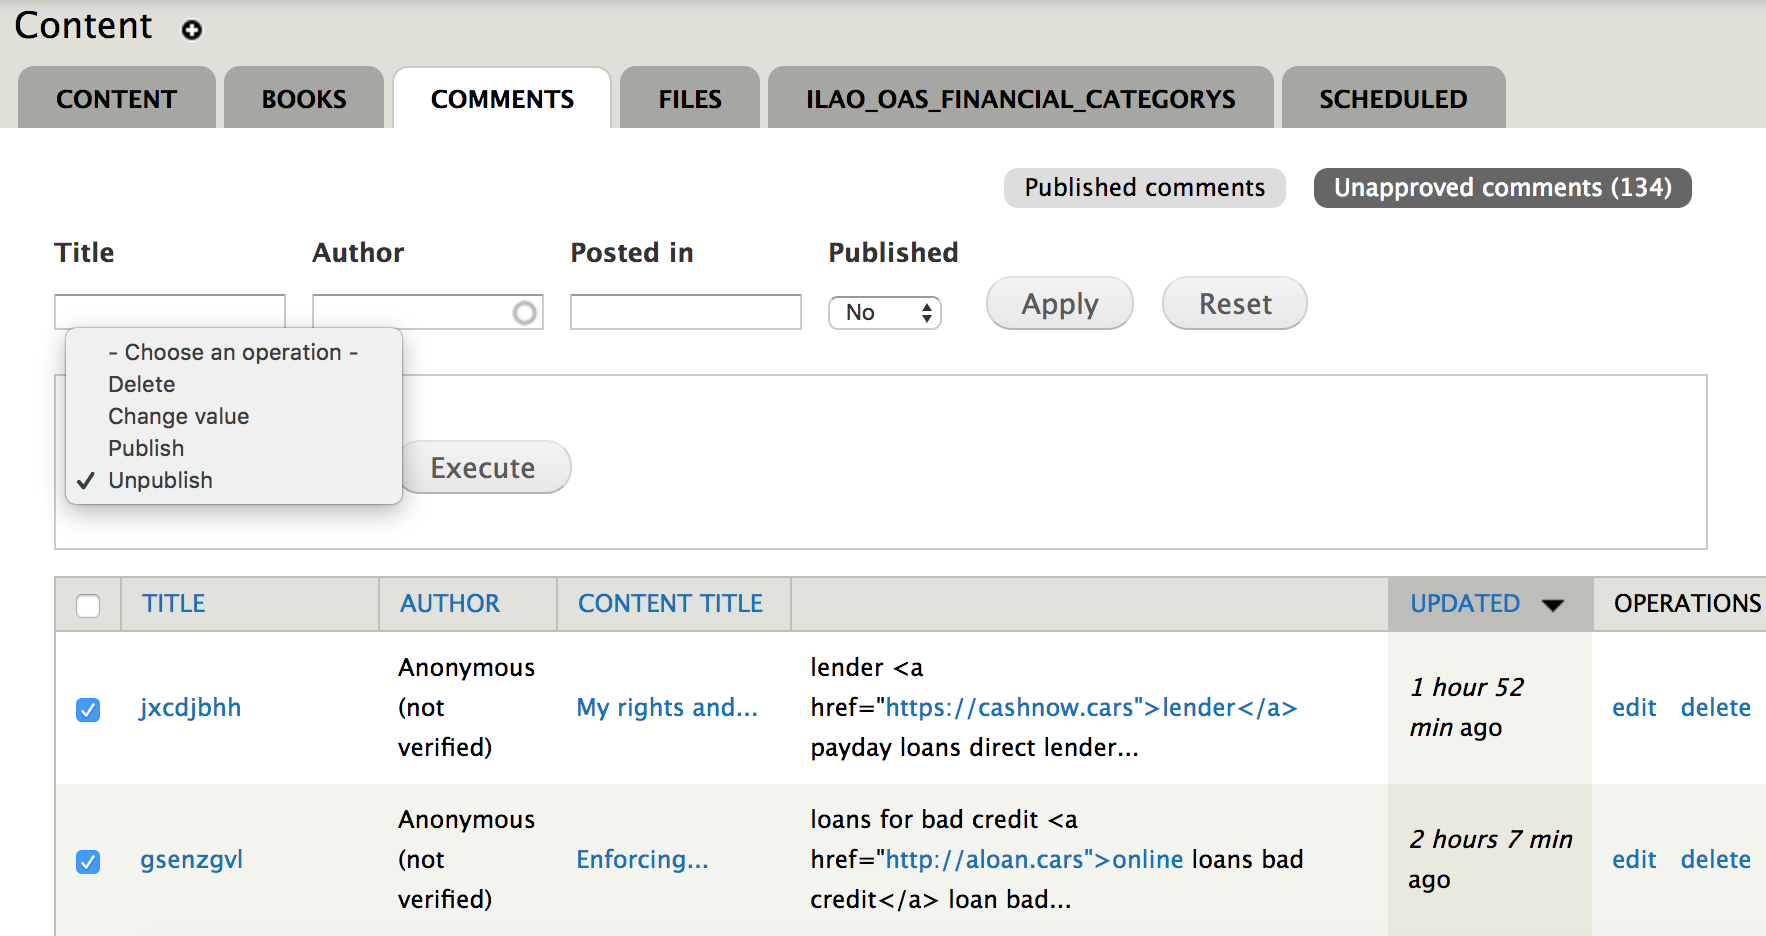 Content
CONTENT BOOKS COMMENTS FILES ILAO_OAS_FINANCIAL_CATEGORYS SCHEDULED
Published comments Unapproved comments (134)
Title Author Posted in Published
No Apply Reset
- Choose an operation -
Delete
Change value
Publish
Unpublish
Execute
TITLE AUTHOR CONTENT TITLE UPDATED OPERATIONS
jxcdjbhh
Anonymous
(not
verified)
My rights and...
lender <a
href="https://cashnow.cars">lender</a>
payday loans direct lender...
1 hour 52
min ago
edit delete
gsenzgvl
Anonymous
(not
verified)
Enforcing...
loans for bad credit <a
href="http://aloan.cars">online loans bad
credit</a> loan bad...
2 hours 7 min
ago
edit delete